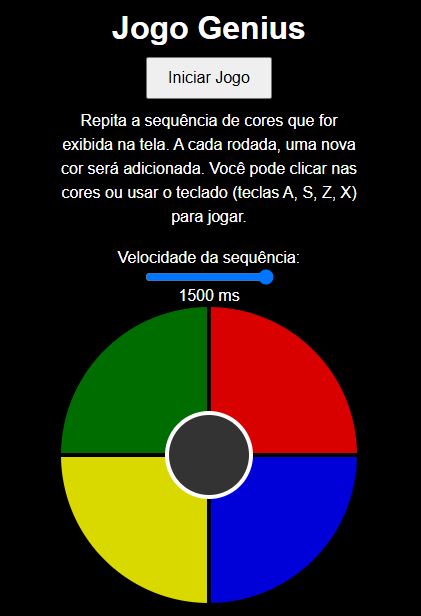 Jogo Genius
Iniciar Jogo
Repita a sequência de cores que for
exibida na tela. A cada rodada, uma nova
cor será adicionada. Você pode clicar nas
cores ou usar o teclado (teclas A, S, Z, X)
para jogar.
Velocidade da sequência:
1500 ms